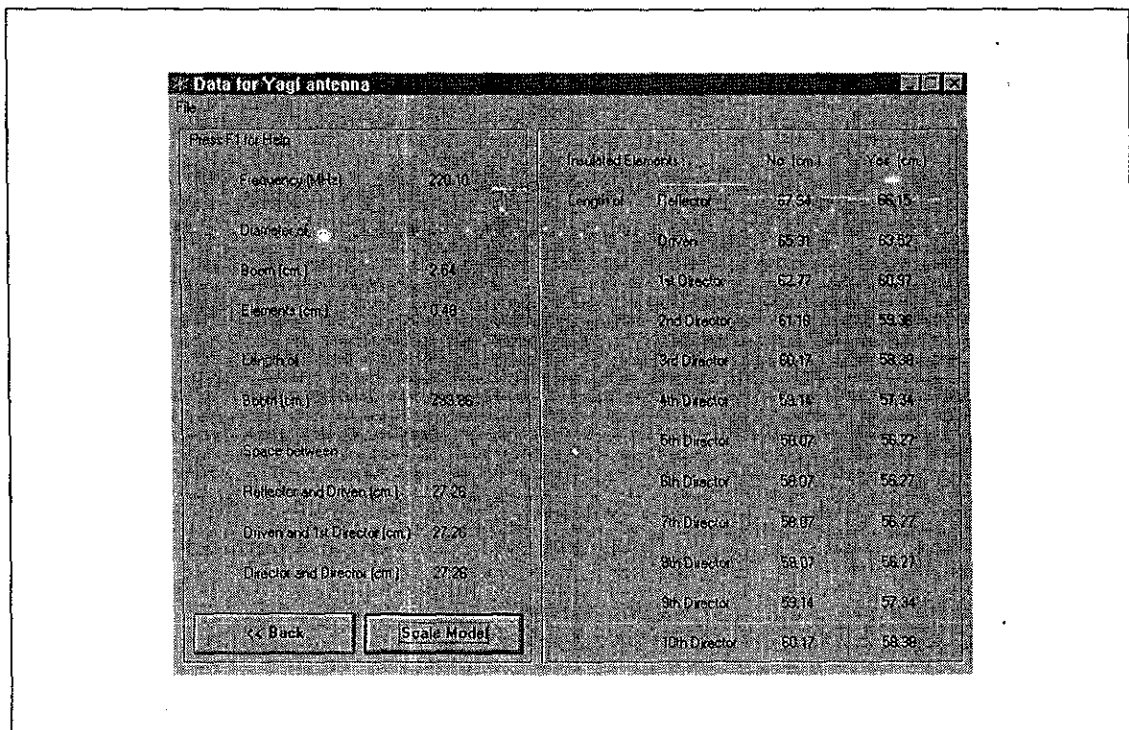 Data for Yagi antenna
File
Press F1 for Help
Frequency (MHz) 220.10
Diameter of
Boom (cm.) 2.64
Elements (cm.) 0.48
Length of
Boom (cm.)
Space between
Reflector and Driven (cm.) 27.26
Driven and 1st Director (cm.) 27.26
Director and Director (cm.) 27.26
<< Back
Scale Model
Insulated Elements : No (cm.) Yes (cm.)
Length of Reflector 67.34 66.15
Driven 65.31 63.52
1st Director 62.77 60.97
2nd Director 61.16 59.36
3rd Director 60.17 58.38
4th Director 59.14 57.34
5th Director 58.07 56.27
6th Director 58.07 56.27
7th Director 58.07 56.27
8th Director 58.07 56.27
9th Director 59.14 57.34
10th Director 60.17 58.38